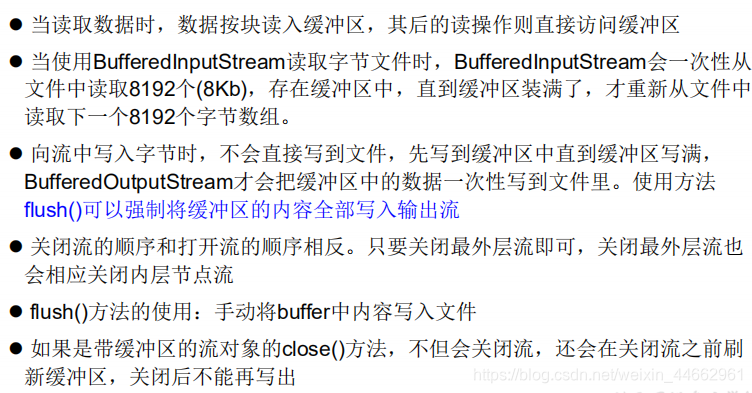 ● 当读取数据时，数据按块读入缓冲区，其后的读操作则直接访问缓冲区
● 当使用BufferedInputStream读取字节文件时，BufferedInputStream会一次性从
文件中读取8192个(8Kb)，存在缓冲区中，直到缓冲区装满了，才重新从文件中
读取下一个8192个字节数组。
● 向流中写入字节时，不会直接写到文件，先写到缓冲区中直到缓冲区写满，
BufferedOutputStream才会把缓冲区中的数据一次性写到文件里。使用方法
flush()可以强制将缓冲区的内容全部写入输出流
● 关闭流的顺序和打开流的顺序相反。只要关闭最外层流即可，关闭最外层流也
会相应关闭内层节点流
● flush()方法的使用：手动将buffer中内容写入文件
● 如果是带缓冲区的流对象的close()方法，不但会关闭流，还会在关闭流之前刷
新缓冲区，关闭后不能再写出
https://blog.csdn.net/weixin_44662961